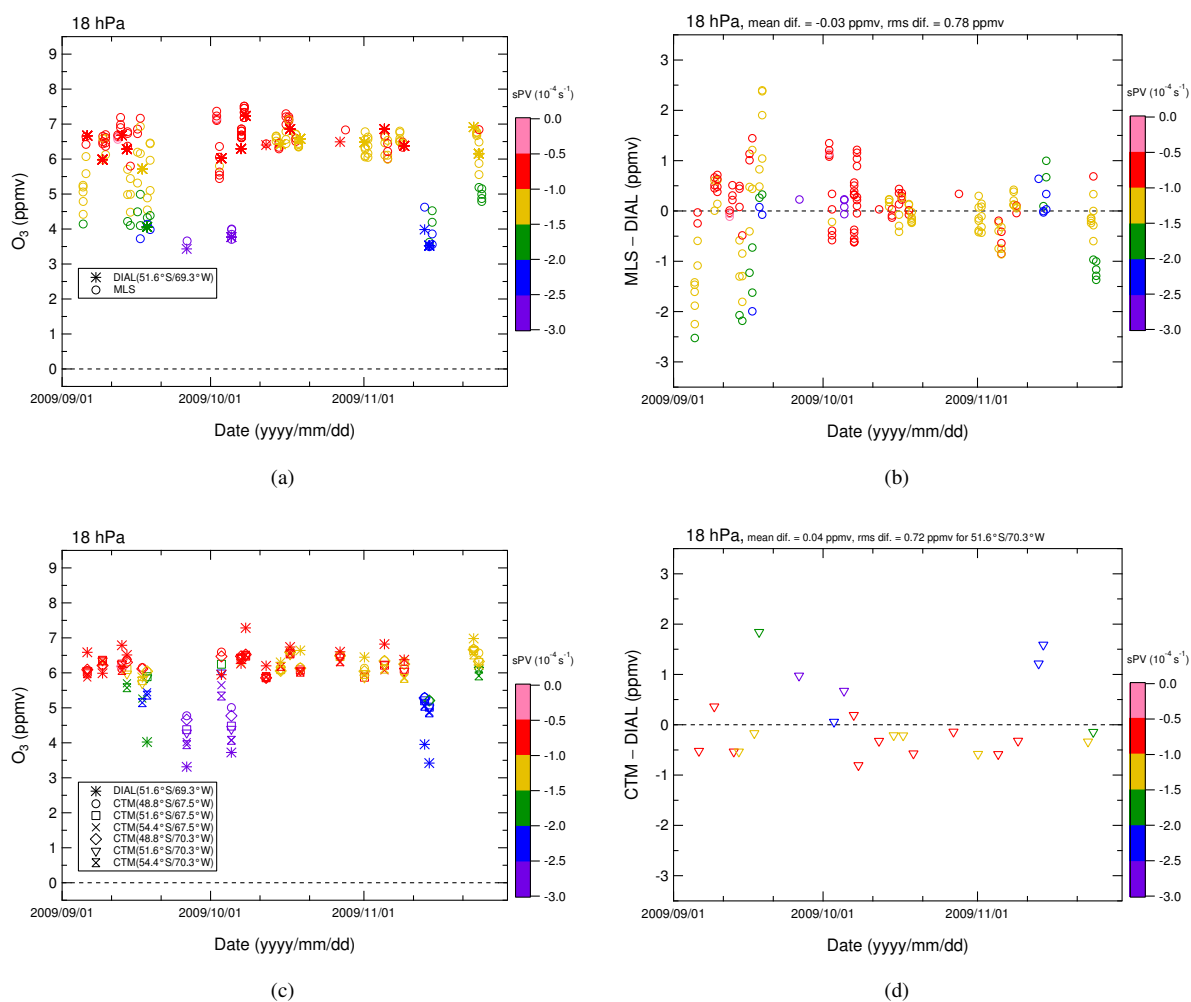 18 hPa
9
8
7
6
5
4
3
2
1
0
O3 (ppmv)
DIAL(51.6°S/69.3°W)
MLS
2009/09/01
2009/10/01
2009/11/01
Date (yyyy/mm/dd)
sPV (10-4 s-1)
0.0
-0.5
-1.0
-1.5
-2.0
-2.5
-3.0
(a)
18 hPa, mean dif. = -0.03 ppmv, rms dif. = 0.78 ppmv
3
2
1
0
-1
-2
-3
MLS – DIAL (ppmv)
2009/09/01
2009/10/01
2009/11/01
Date (yyyy/mm/dd)
sPV (10-4 s-1)
0.0
-0.5
-1.0
-1.5
-2.0
-2.5
-3.0
(b)
18 hPa
9
8
7
6
5
4
3
2
1
0
O3 (ppmv)
DIAL(51.6°S/69.3°W)
CTM(48.8°S/67.5°W)
CTM(51.6°S/67.5°W)
CTM(54.4°S/67.5°W)
CTM(48.8°S/70.3°W)
CTM(51.6°S/70.3°W)
CTM(54.4°S/70.3°W)
2009/09/01
2009/10/01
2009/11/01
Date (yyyy/mm/dd)
sPV (10-4 s-1)
0.0
-0.5
-1.0
-1.5
-2.0
-2.5
-3.0
(c)
18 hPa, mean dif. = 0.04 ppmv, rms dif. = 0.72 ppmv for 51.6°S/70.3°W
3
2
1
0
-1
-2
-3
CTM – DIAL (ppmv)
2009/09/01
2009/10/01
2009/11/01
Date (yyyy/mm/dd)
sPV (10-4 s-1)
0.0
-0.5
-1.0
-1.5
-2.0
-2.5
-3.0
(d)